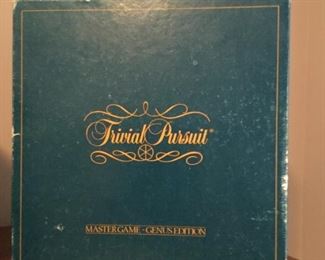 Trivial Pursuit®
MASTER GAME - GENUS EDITION